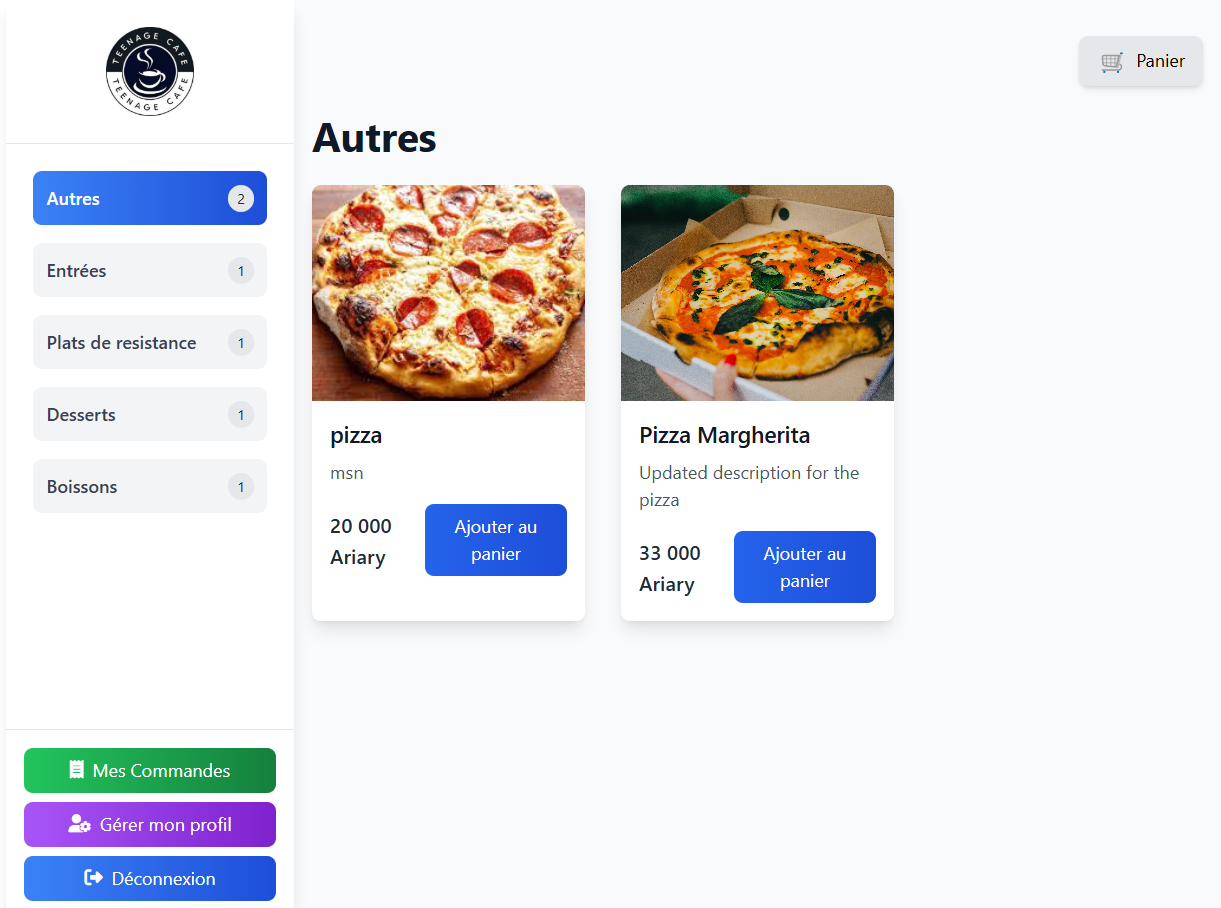 TEENAGE CAFE
TEENAGE CAFE
Panier
Autres
Autres 2
Entrées 1
Plats de resistance 1
Desserts 1
Boissons 1
pizza
msn
20 000
Ariary
Ajouter au
panier
Pizza Margherita
Updated description for the
pizza
33 000
Ariary
Ajouter au
panier
Mes Commandes
Gérer mon profil
Déconnexion